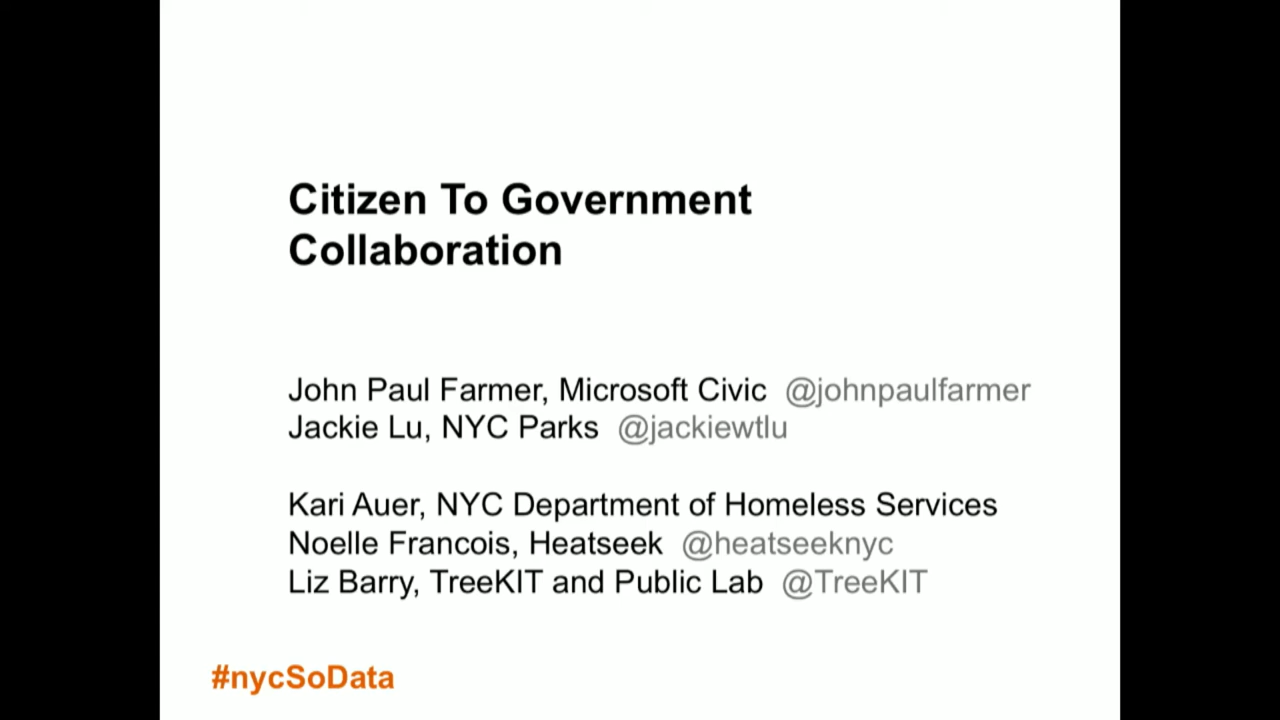 Citizen To Government
Collaboration
John Paul Farmer, Microsoft Civic @johnpaulfarmer
Jackie Lu, NYC Parks @jackiewtlu
Kari Auer, NYC Department of Homeless Services
Noelle Francois, Heatseek @heatseeknyc
Liz Barry, TreeKIT and Public Lab @TreeKIT
#nycSoData